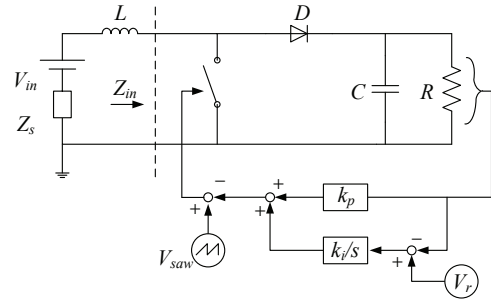 L
D
V_in
Z_s
Z_in
C
R
−
+
+
+
k_p
k_i/s
−
+
V_saw
V_r